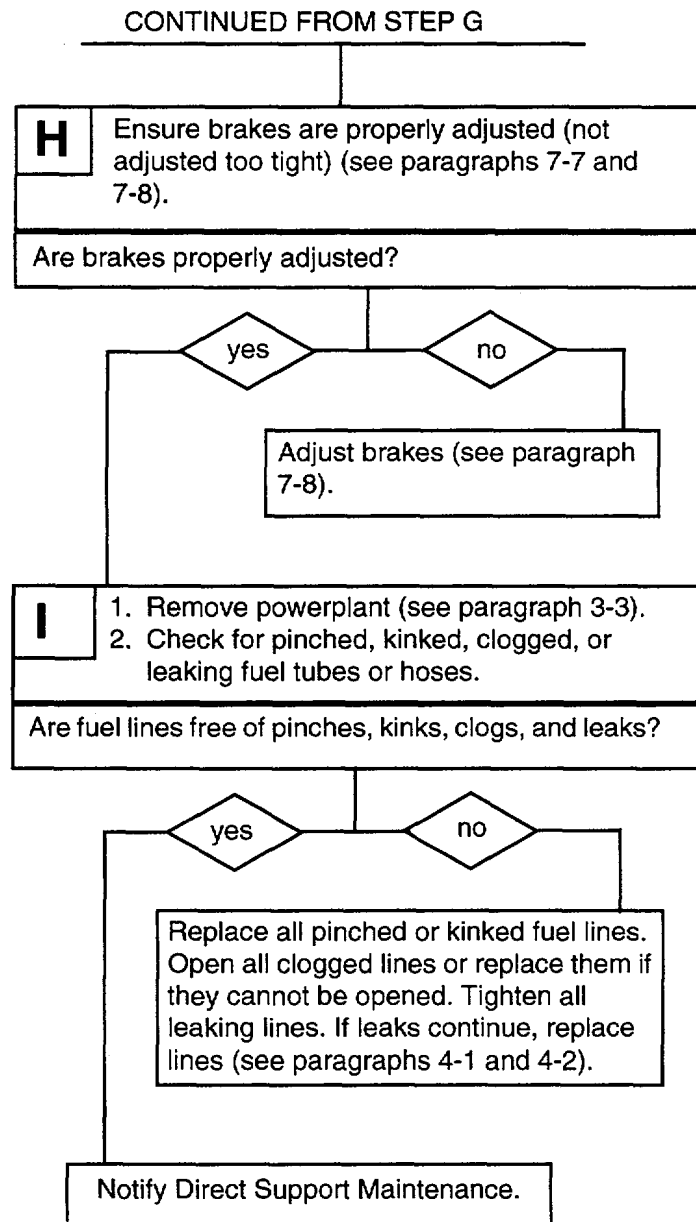 CONTINUED FROM STEP G
H
Ensure brakes are properly adjusted (not
adjusted too tight) (see paragraphs 7-7 and
7-8).
Are brakes properly adjusted?
yes
no
Adjust brakes (see paragraph
7-8).
I
1. Remove powerplant (see paragraph 3-3).
2. Check for pinched, kinked, clogged, or
leaking fuel tubes or hoses.
Are fuel lines free of pinches, kinks, clogs, and leaks?
yes
no
Replace all pinched or kinked fuel lines.
Open all clogged lines or replace them if
they cannot be opened. Tighten all
leaking lines. If leaks continue, replace
lines (see paragraphs 4-1 and 4-2).
Notify Direct Support Maintenance.